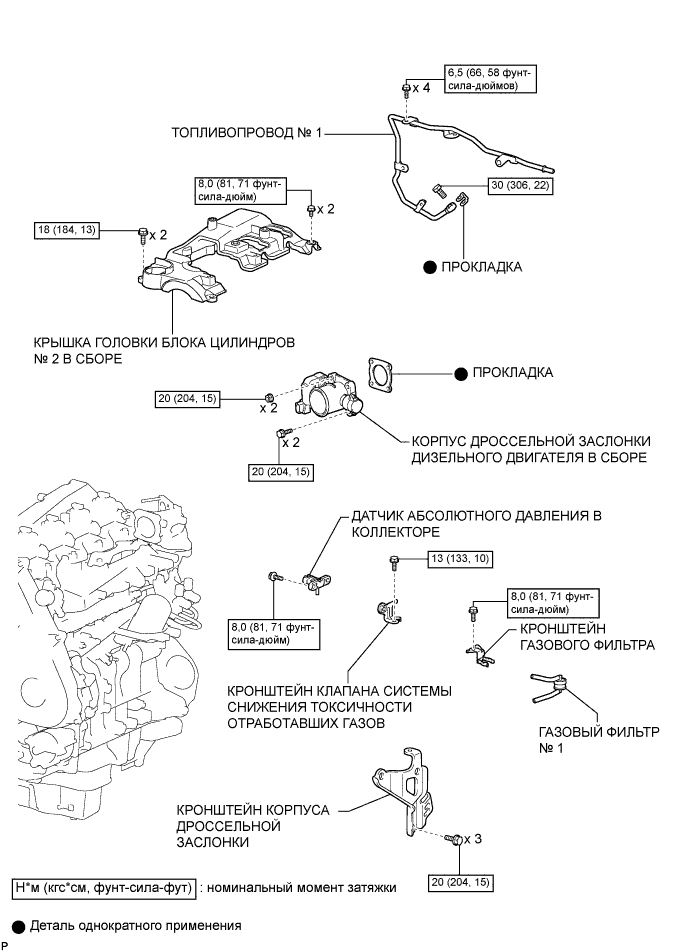 6,5 (66, 58 фунт-
сила-дюймов)
x 4
ТОПЛИВОПРОВОД № 1
8,0 (81, 71 фунт-
сила-дюйм)
30 (306, 22)
x 2
18 (184, 13)
x 2
● ПРОКЛАДКА
КРЫШКА ГОЛОВКИ БЛОКА ЦИЛИНДРОВ
№ 2 В СБОРЕ
● ПРОКЛАДКА
20 (204, 15)
x 2
x 2
КОРПУС ДРОССЕЛЬНОЙ ЗАСЛОНКИ
ДИЗЕЛЬНОГО ДВИГАТЕЛЯ В СБОРЕ
20 (204, 15)
ДАТЧИК АБСОЛЮТНОГО ДАВЛЕНИЯ В
КОЛЛЕКТОРЕ
13 (133, 10)
8,0 (81, 71 фунт-
сила-дюйм)
8,0 (81, 71 фунт-
сила-дюйм)
КРОНШТЕЙН
ГАЗОВОГО ФИЛЬТРА
КРОНШТЕЙН КЛАПАНА СИСТЕМЫ
СНИЖЕНИЯ ТОКСИЧНОСТИ
ОТРАБОТАВШИХ ГАЗОВ
ГАЗОВЫЙ ФИЛЬТР
№ 1
КРОНШТЕЙН КОРПУСА
ДРОССЕЛЬНОЙ
ЗАСЛОНКИ
x 3
20 (204, 15)
Н*м (кгс*см, фунт-сила-фут) : номинальный момент затяжки
● Деталь однократного применения
P